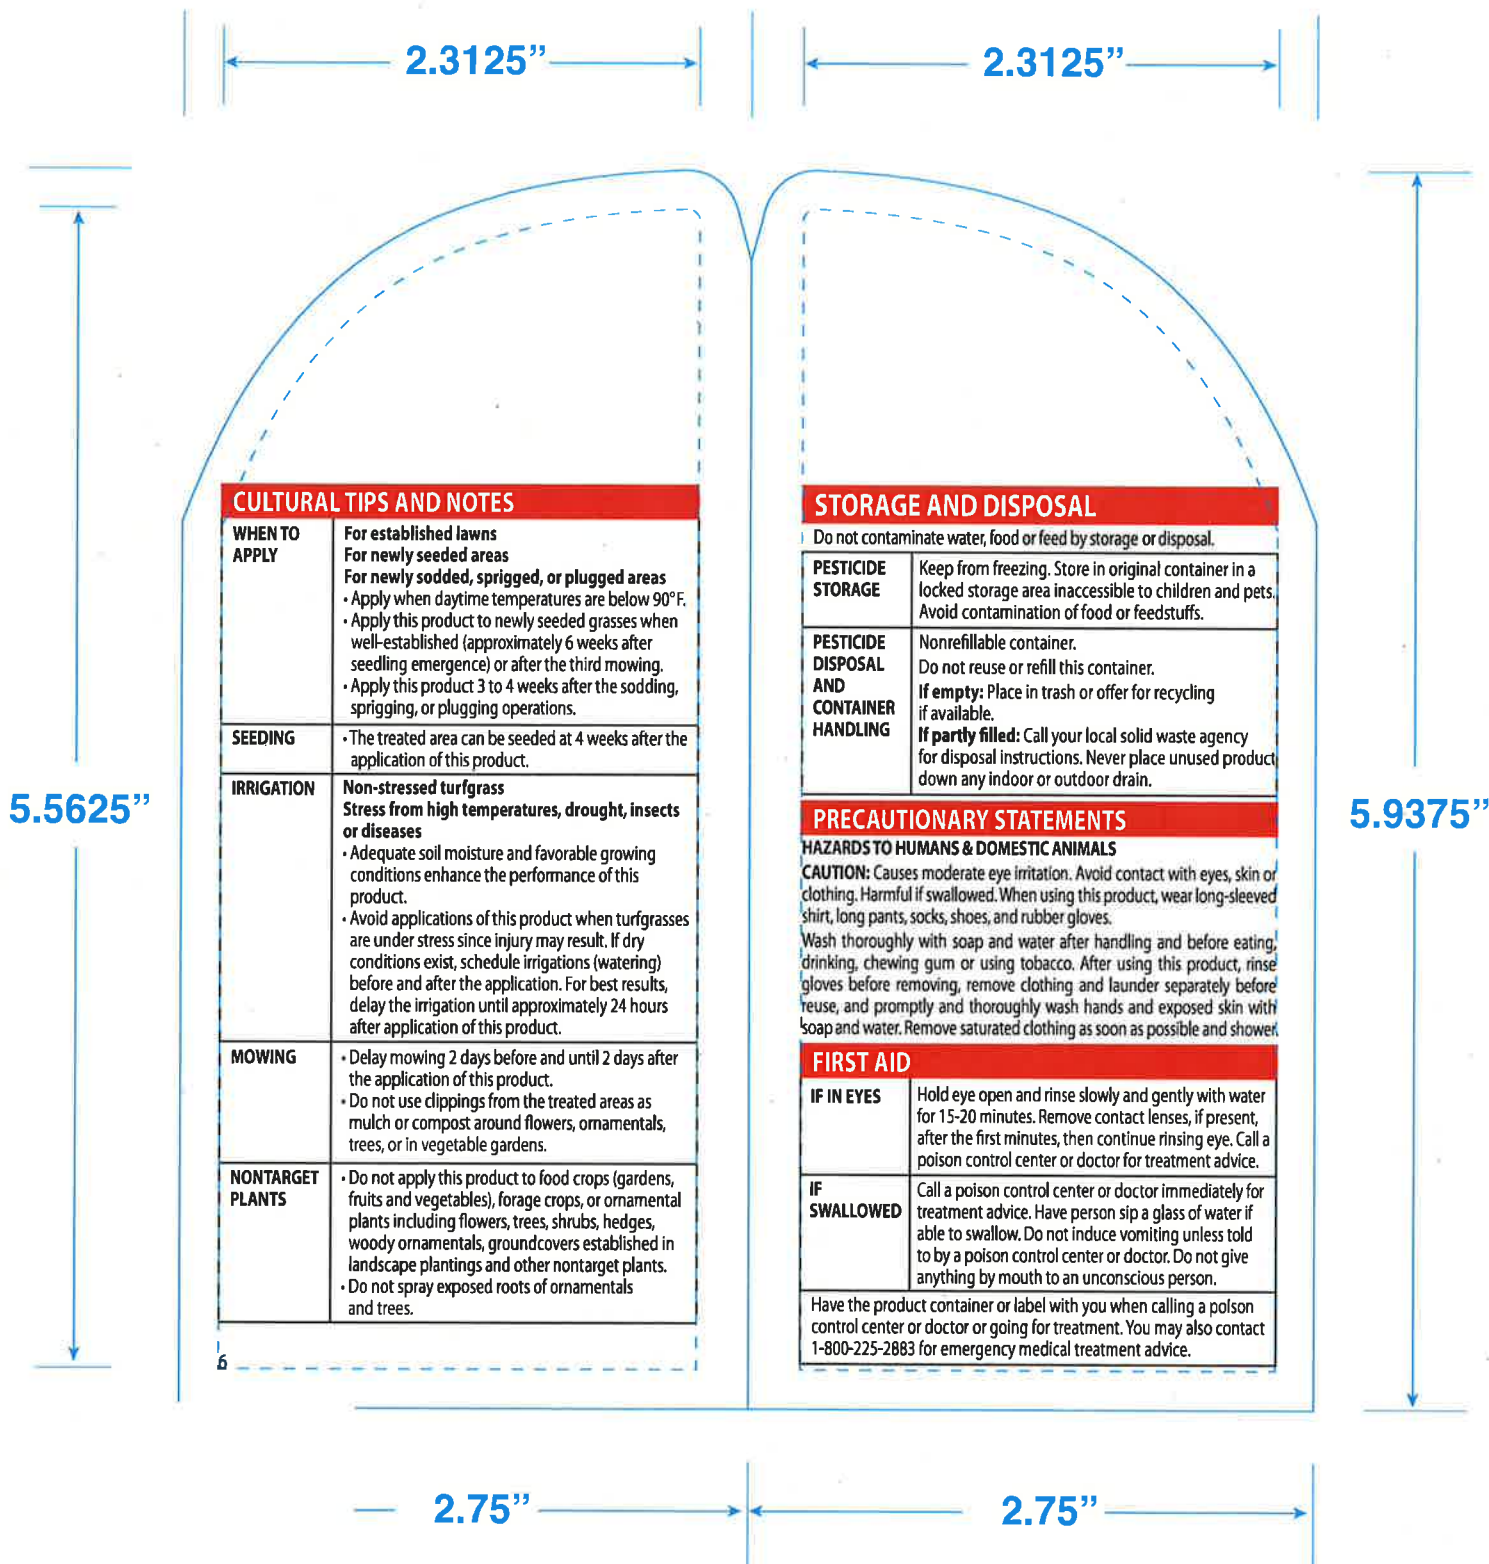 2.3125”
2.3125”
5.5625”
5.9375”
CULTURAL TIPS AND NOTES
WHEN TO
APPLY
For established lawns
For newly seeded areas
For newly sodded, sprigged, or plugged areas
• Apply when daytime temperatures are below 90°F.
• Apply this product to newly seeded grasses when
well-established (approximately 6 weeks after
seedling emergence) or after the third mowing.
• Apply this product 3 to 4 weeks after the sodding,
sprigging, or plugging operations.
SEEDING
• The treated area can be seeded at 4 weeks after the
application of this product.
IRRIGATION
Non-stressed turfgrass
Stress from high temperatures, drought, insects
or diseases
• Adequate soil moisture and favorable growing
conditions enhance the performance of this
product.
• Avoid applications of this product when turfgrasses
are under stress since injury may result. If dry
conditions exist, schedule irrigations (watering)
before and after the application. For best results,
delay the irrigation until approximately 24 hours
after application of this product.
MOWING
• Delay mowing 2 days before and until 2 days after
the application of this product.
• Do not use clippings from the treated areas as
mulch or compost around flowers, ornamentals,
trees, or in vegetable gardens.
NONTARGET
PLANTS
• Do not apply this product to food crops (gardens,
fruits and vegetables), forage crops, or ornamental
plants including flowers, trees, shrubs, hedges,
woody ornamentals, groundcovers established in
landscape plantings and other nontarget plants.
• Do not spray exposed roots of ornamentals
and trees.
6
STORAGE AND DISPOSAL
Do not contaminate water, food or feed by storage or disposal.
PESTICIDE
STORAGE
Keep from freezing. Store in original container in a
locked storage area inaccessible to children and pets.
Avoid contamination of food or feedstuffs.
PESTICIDE
DISPOSAL
AND
CONTAINER
HANDLING
Nonrefillable container.
Do not reuse or refill this container.
If empty: Place in trash or offer for recycling
if available.
If partly filled: Call your local solid waste agency
for disposal instructions. Never place unused product
down any indoor or outdoor drain.
PRECAUTIONARY STATEMENTS
HAZARDS TO HUMANS & DOMESTIC ANIMALS
CAUTION: Causes moderate eye irritation. Avoid contact with eyes, skin or
clothing. Harmful if swallowed. When using this product, wear long-sleeved
shirt, long pants, socks, shoes, and rubber gloves.
Wash thoroughly with soap and water after handling and before eating,
drinking, chewing gum or using tobacco. After using this product, rinse
gloves before removing, remove clothing and launder separately before
reuse, and promptly and thoroughly wash hands and exposed skin with
soap and water. Remove saturated clothing as soon as possible and shower.
FIRST AID
IF IN EYES
Hold eye open and rinse slowly and gently with water
for 15-20 minutes. Remove contact lenses, if present,
after the first minutes, then continue rinsing eye. Call a
poison control center or doctor for treatment advice.
IF
SWALLOWED
Call a poison control center or doctor immediately for
treatment advice. Have person sip a glass of water if
able to swallow. Do not induce vomiting unless told
to by a poison control center or doctor. Do not give
anything by mouth to an unconscious person.
Have the product container or label with you when calling a poison
control center or doctor or going for treatment. You may also contact
1-800-225-2883 for emergency medical treatment advice.
2.75”
2.75”